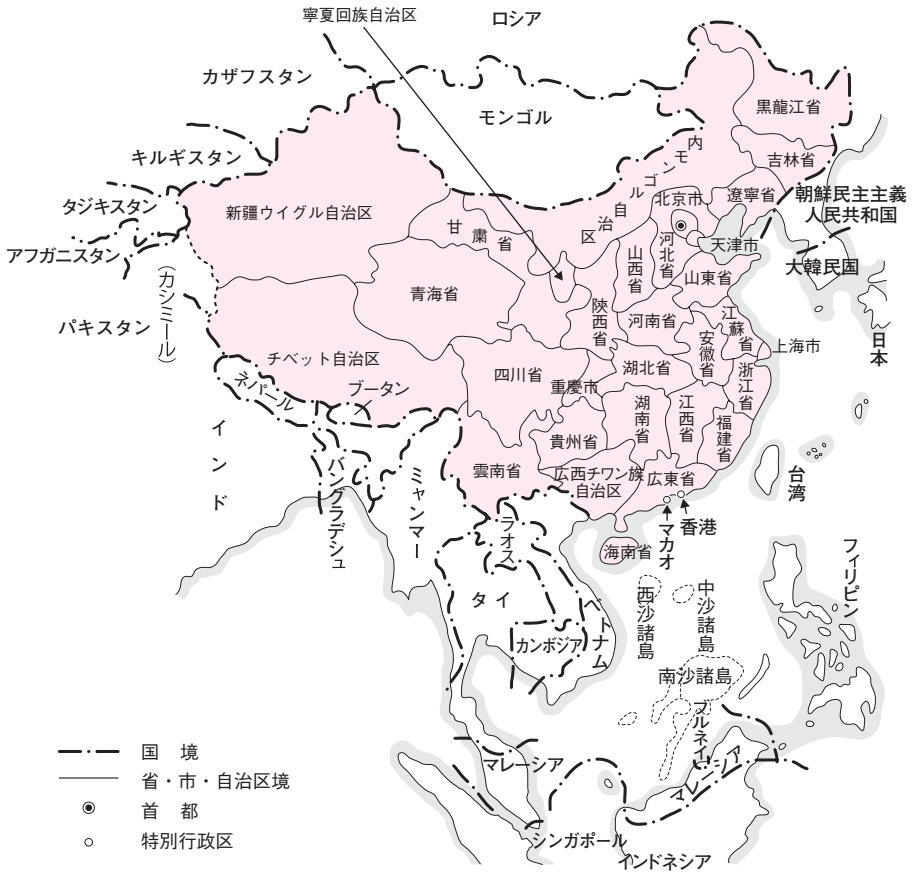 寧夏回族自治区
ロシア
カザフスタン
モンゴル
黒龍江省
キルギスタン
吉林省
内モンゴル自治区
タジキスタン
新疆ウイグル自治区
甘粛省
北京市
遼寧省
朝鮮民主主義
人民共和国
アフガニスタン
天津市
大韓民国
(カシミール)
青海省
山西省
河北省
山東省
パキスタン
陝西省
河南省
江蘇省
安徽省
上海市
日本
チベット自治区
四川省
重慶市
湖北省
浙江省
ネパール
ブータン
湖南省
江西省
福建省
インド
貴州省
雲南省
広西チワン族
自治区
広東省
台湾
バングラデシュ
ミャンマー
ラオス
海南省
マカオ
香港
フィリピン
タイ
ベトナム
西沙諸島
中沙諸島
カンボジア
南沙諸島
ブルネイ
マレーシア
マレーシア
シンガポール
インドネシア
国 境
省・市・自治区境
首 都
特別行政区